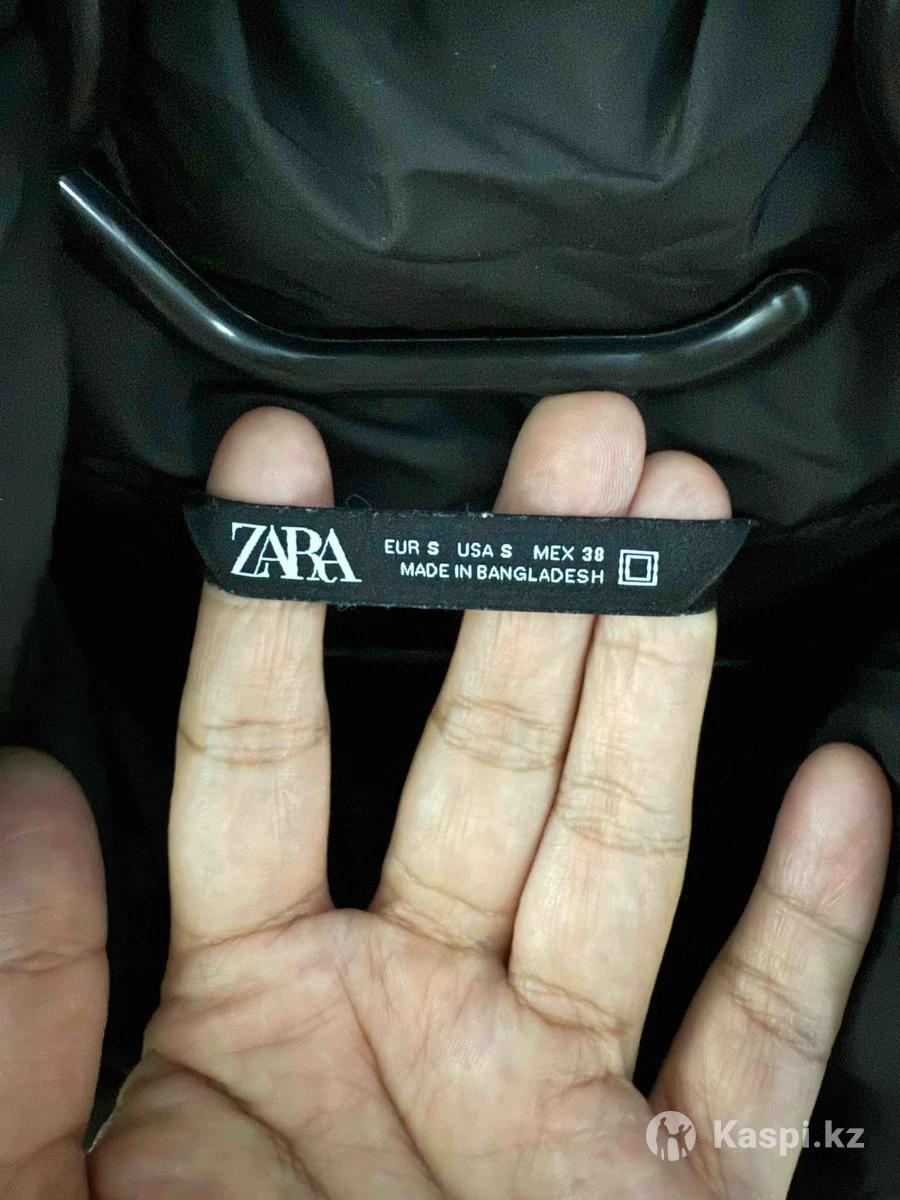 ZARA
EUR S USA S MEX 38
MADE IN BANGLADESH
Kaspi.kz